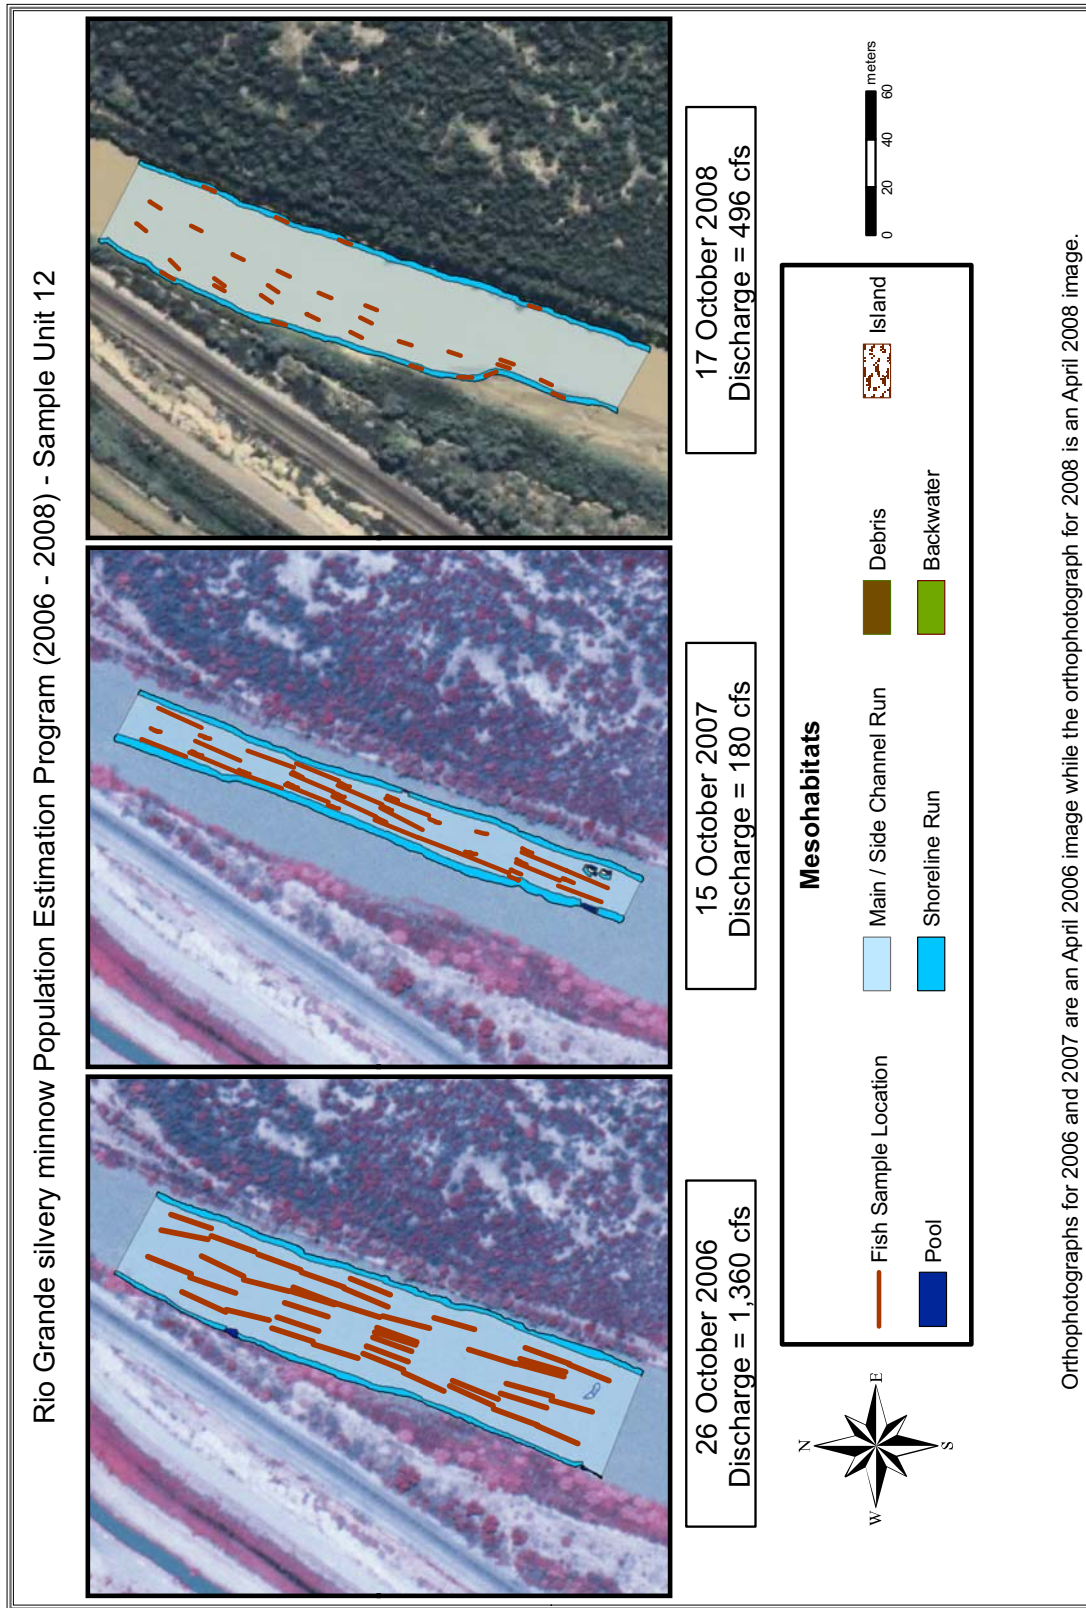 Rio Grande silvery minnow Population Estimation Program (2006 - 2008) - Sample Unit 12
26 October 2006
Discharge = 1,360 cfs
15 October 2007
Discharge = 180 cfs
17 October 2008
Discharge = 496 cfs
N
W
E
S
Mesohabitats
Fish Sample Location
Main / Side Channel Run
Debris
Island
Pool
Shoreline Run
Backwater
0 20 40 60
meters
Orthophotographs for 2006 and 2007 are an April 2006 image while the orthophotograph for 2008 is an April 2008 image.